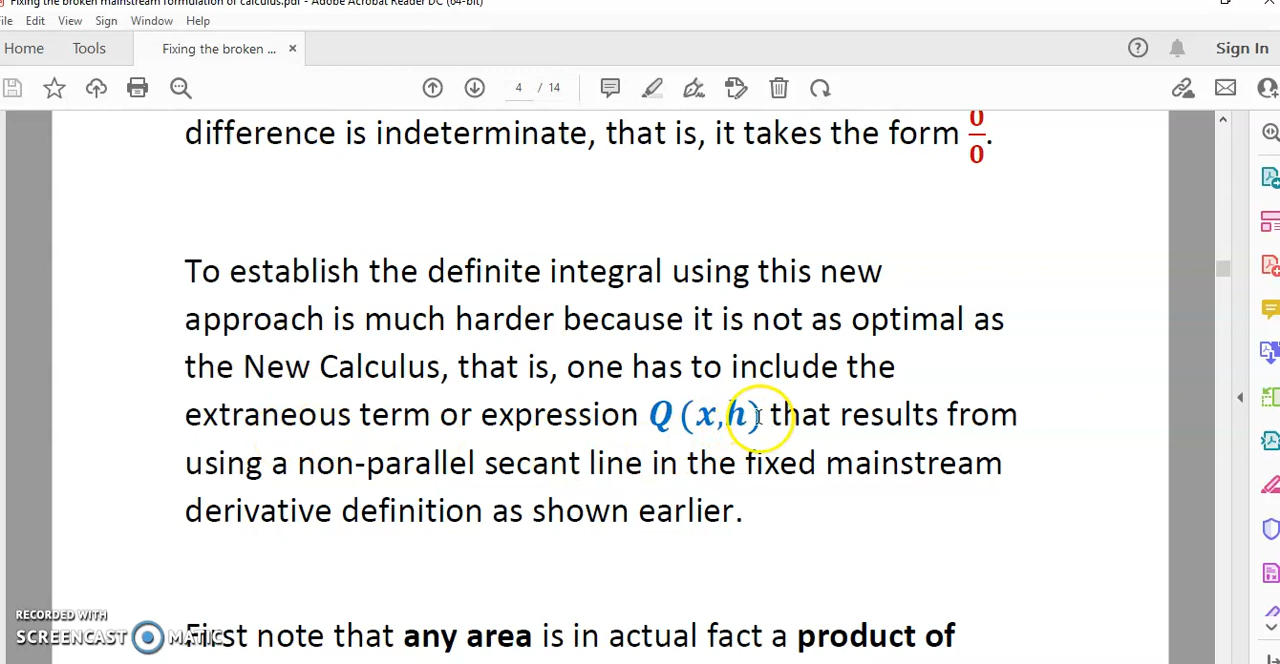 Fixing the broken mainstream formulation of calculus.pdf - Adobe Acrobat Reader DC (64-bit)
File Edit View Sign Window Help
Home Tools Fixing the broken ... × Sign In
4 / 14
difference is indeterminate, that is, it takes the form 0/0.
To establish the definite integral using this new
approach is much harder because it is not as optimal as
the New Calculus, that is, one has to include the
extraneous term or expression Q (x,h) that results from
using a non-parallel secant line in the fixed mainstream
derivative definition as shown earlier.
First note that any area is in actual fact a product of
RECORDED WITH
SCREENCAST MATIC